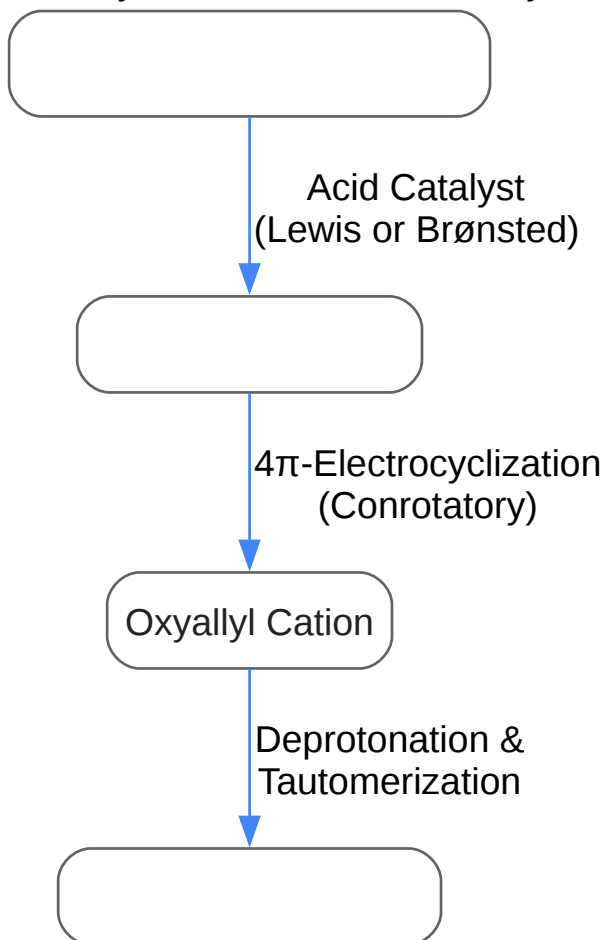 Acid Catalyst
(Lewis or Brønsted)
4π-Electrocyclization
(Conrotatory)
Oxyallyl Cation
Deprotonation &
Tautomerization